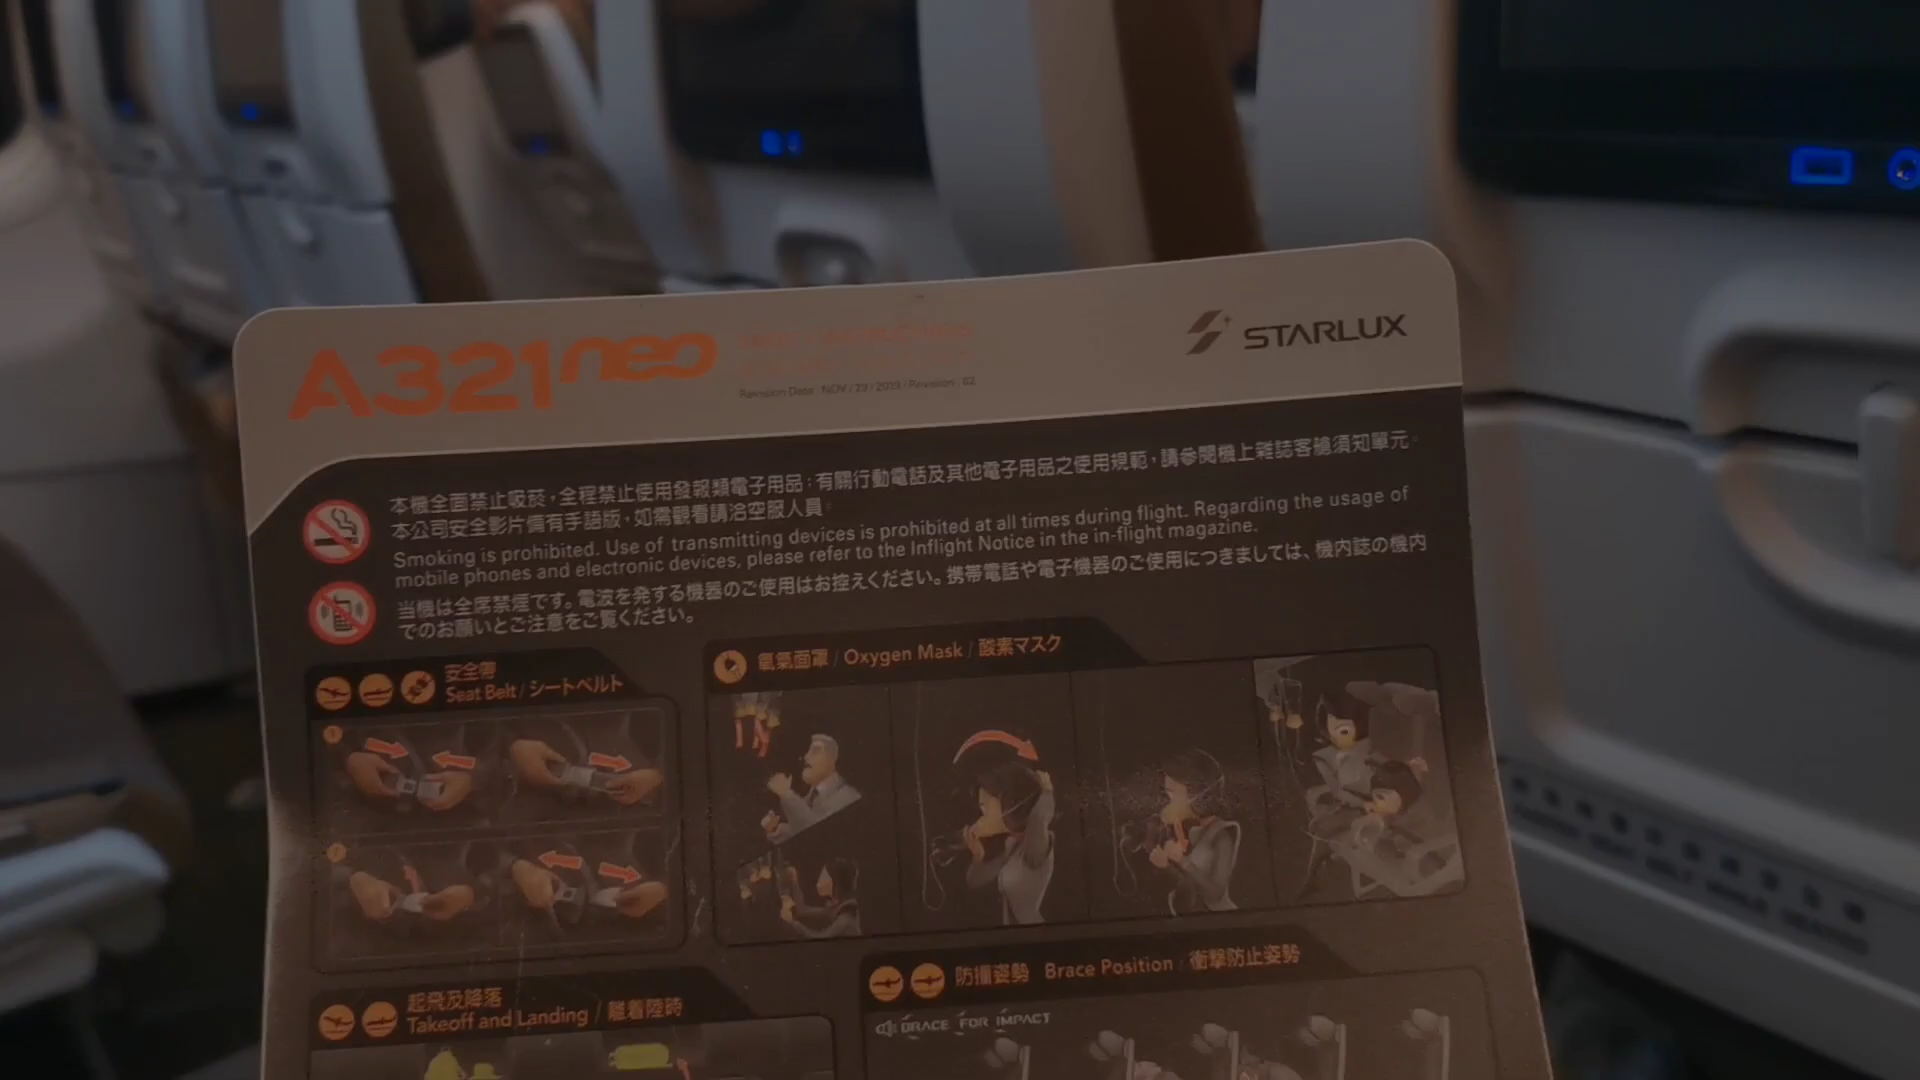 A321neo
STARLUX
Revision Date : NOV / 29 / 2019 / Revision : 02
本機全面禁止吸菸，全程禁止使用發報類電子用品；有關行動電話及其他電子用品之使用規範，請參閱機上雜誌客艙須知單元。
本公司安全影片備有手語版，如需觀看請洽空服人員。
Smoking is prohibited. Use of transmitting devices is prohibited at all times during flight. Regarding the usage of
mobile phones and electronic devices, please refer to the Inflight Notice in the in-flight magazine.
当機は全席禁煙です。電波を発する機器のご使用はお控えください。携帯電話や電子機器のご使用につきましては、機内誌の機内
でのお願いとご注意をご覧ください。
安全帶
Seat Belt / シートベルト
氧氣面罩 / Oxygen Mask / 酸素マスク
1
2
起飛及降落
Takeoff and Landing / 離着陸時
防撞姿勢 Brace Position / 衝撃防止姿勢
BRACE FOR IMPACT